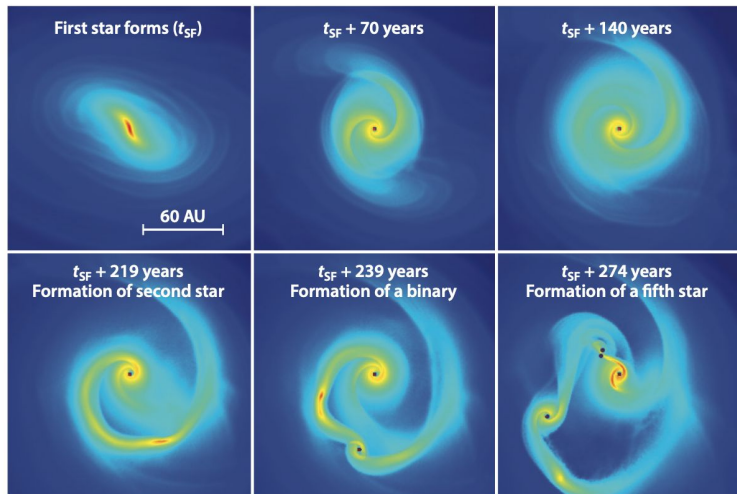 First star forms (tSF)
tSF + 70 years
tSF + 140 years
60 AU
tSF + 219 years
Formation of second star
tSF + 239 years
Formation of a binary
tSF + 274 years
Formation of a fifth star